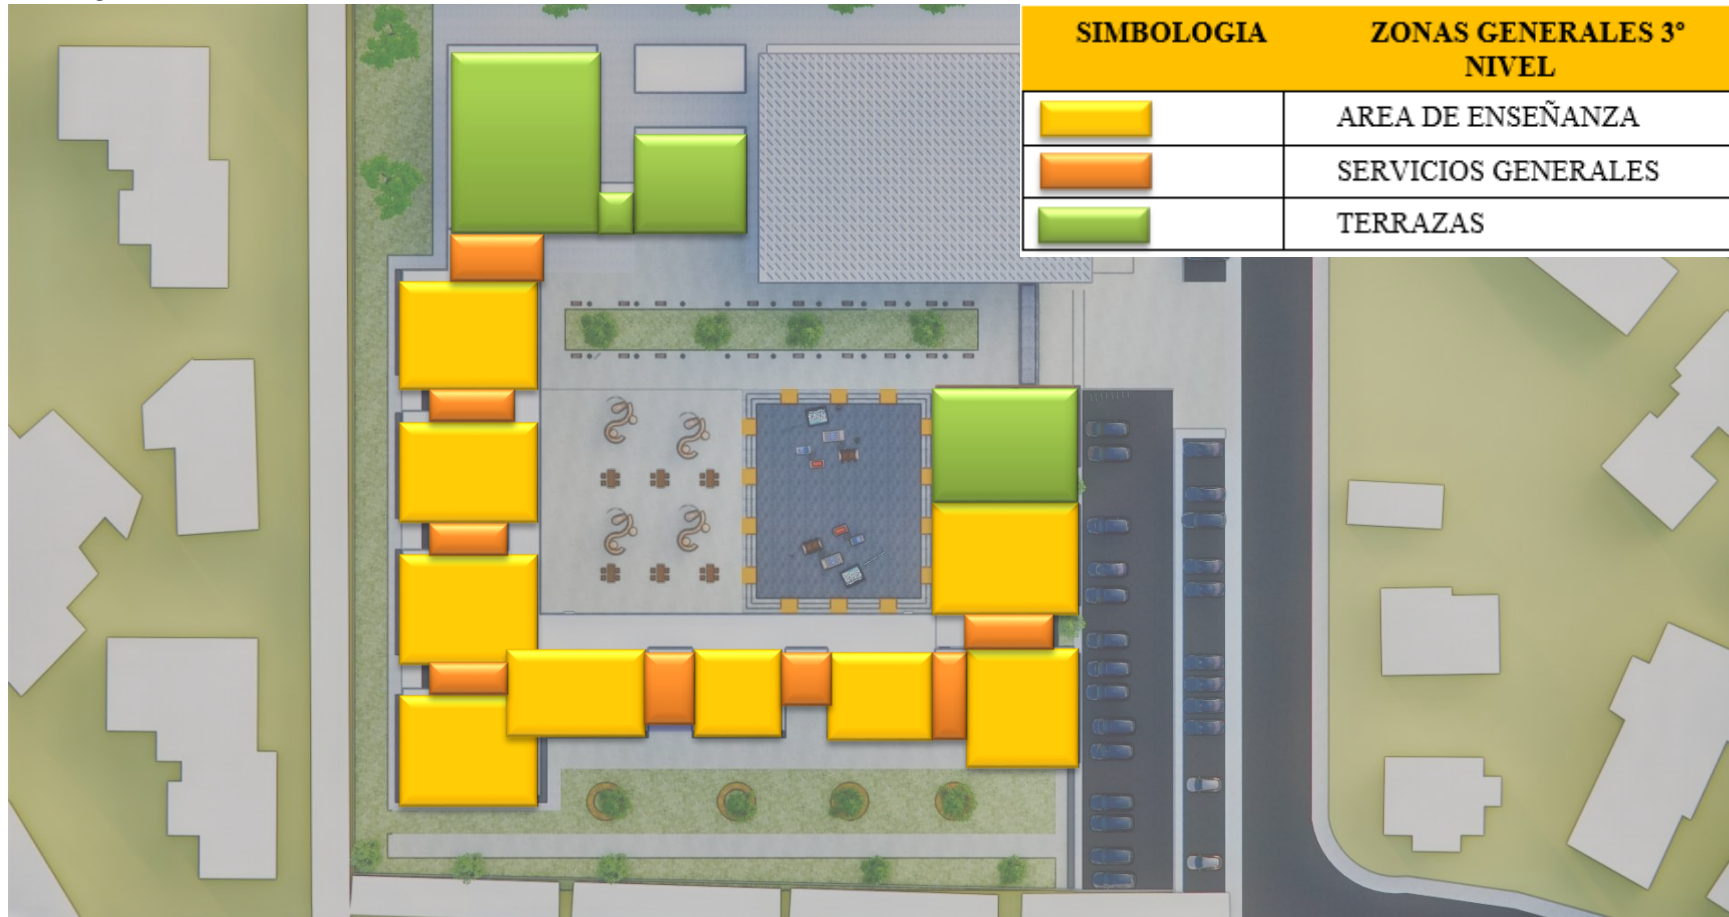 SIMBOLOGIA
ZONAS GENERALES 3°
NIVEL
AREA DE ENSEÑANZA
SERVICIOS GENERALES
TERRAZAS